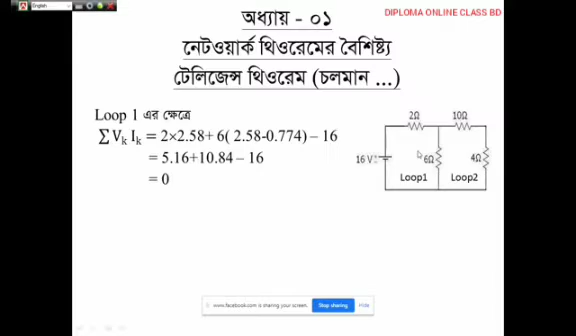 English
DIPLOMA ONLINE CLASS BD
অধ্যায় - ০১
নেটওয়ার্ক থিওরেমের বৈশিষ্ট্য
টেলিজেন্স থিওরেম (চলমান ...)
Loop 1 এর ক্ষেত্রে
∑ Vₖ Iₖ = 2×2.58+ 6( 2.58-0.774) – 16
= 5.16+10.84 – 16
= 0
2Ω 10Ω
16 V 6Ω 4Ω
Loop1 Loop2
www.facebook.com is sharing your screen. Stop sharing Hide